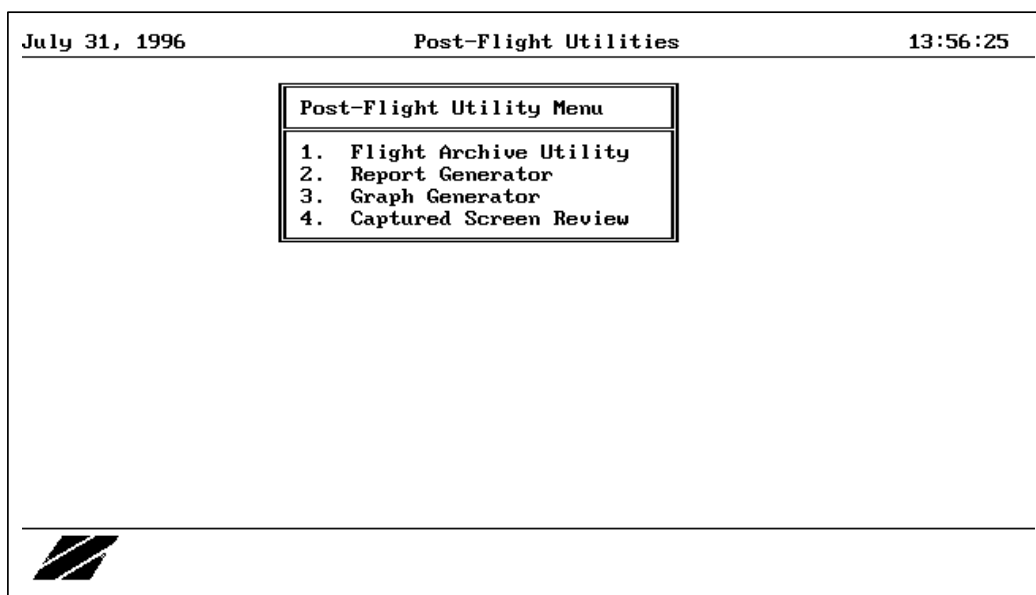 July 31, 1996 Post-Flight Utilities 13:56:25
Post-Flight Utility Menu
1. Flight Archive Utility
2. Report Generator
3. Graph Generator
4. Captured Screen Review